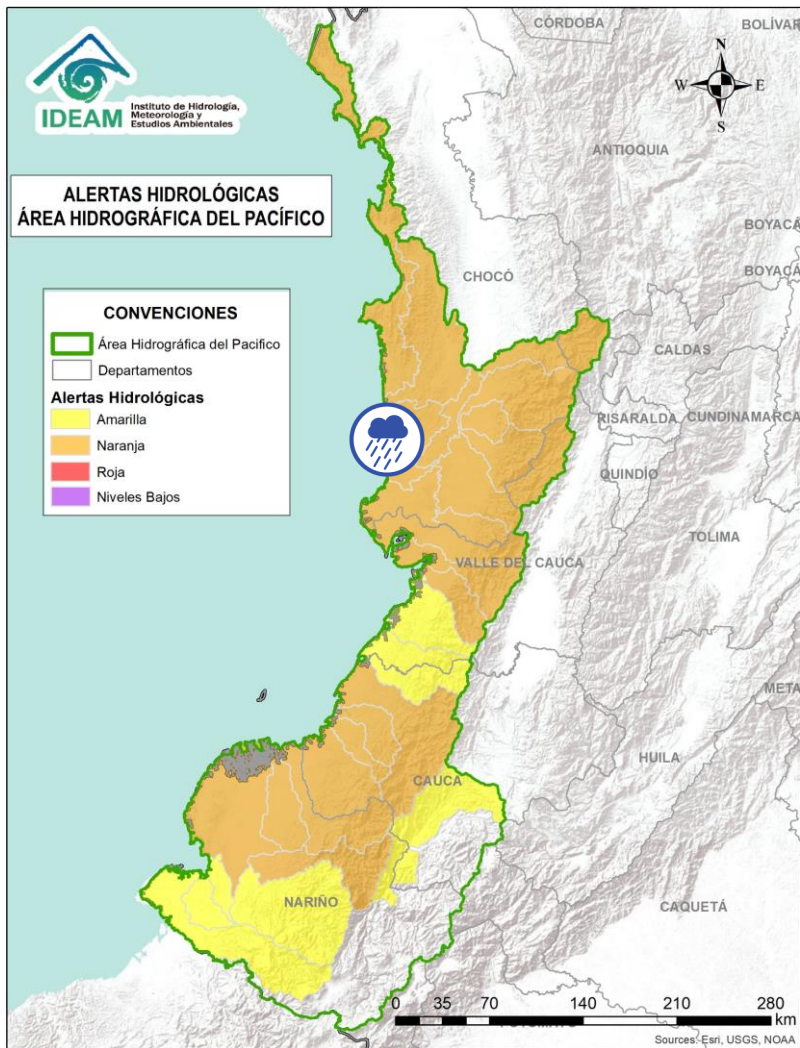 CÓRDOBA
BOLÍVAR
N
W
E
S
IDEAM
Instituto de Hidrología,
Meteorología y
Estudios Ambientales
ANTIOQUIA
ALERTAS HIDROLÓGICAS
ÁREA HIDROGRÁFICA DEL PACÍFICO
BOYACÁ
BOYACÁ
CHOCÓ
CONVENCIONES
Área Hidrográfica del Pacifico
Departamentos
Alertas Hidrológicas
Amarilla
Naranja
Roja
Niveles Bajos
CALDAS
RISARALDA
CUNDINAMARCA
QUINDÍO
TOLIMA
VALLE DEL CAUCA
META
HUILA
CAUCA
NARIÑO
CAQUETÁ
0 35 70 140 210 280
km
Sources: Esri, USGS, NOAA